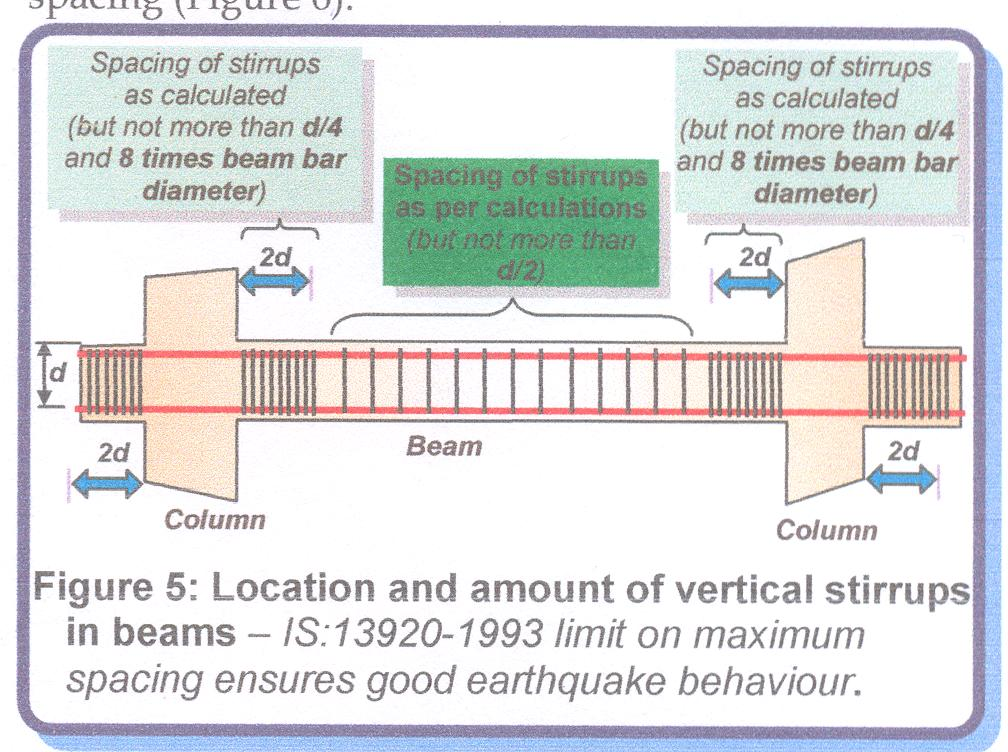 spacing (Figure 6).
Spacing of stirrups
as calculated
(but not more than d/4
and 8 times beam bar
diameter)
Spacing of stirrups
as per calculations
(but not more than
d/2)
Spacing of stirrups
as calculated
(but not more than d/4
and 8 times beam bar
diameter)
2d
2d
d
2d
Beam
2d
Column
Column
Figure 5: Location and amount of vertical stirrups
in beams – IS:13920-1993 limit on maximum
spacing ensures good earthquake behaviour.